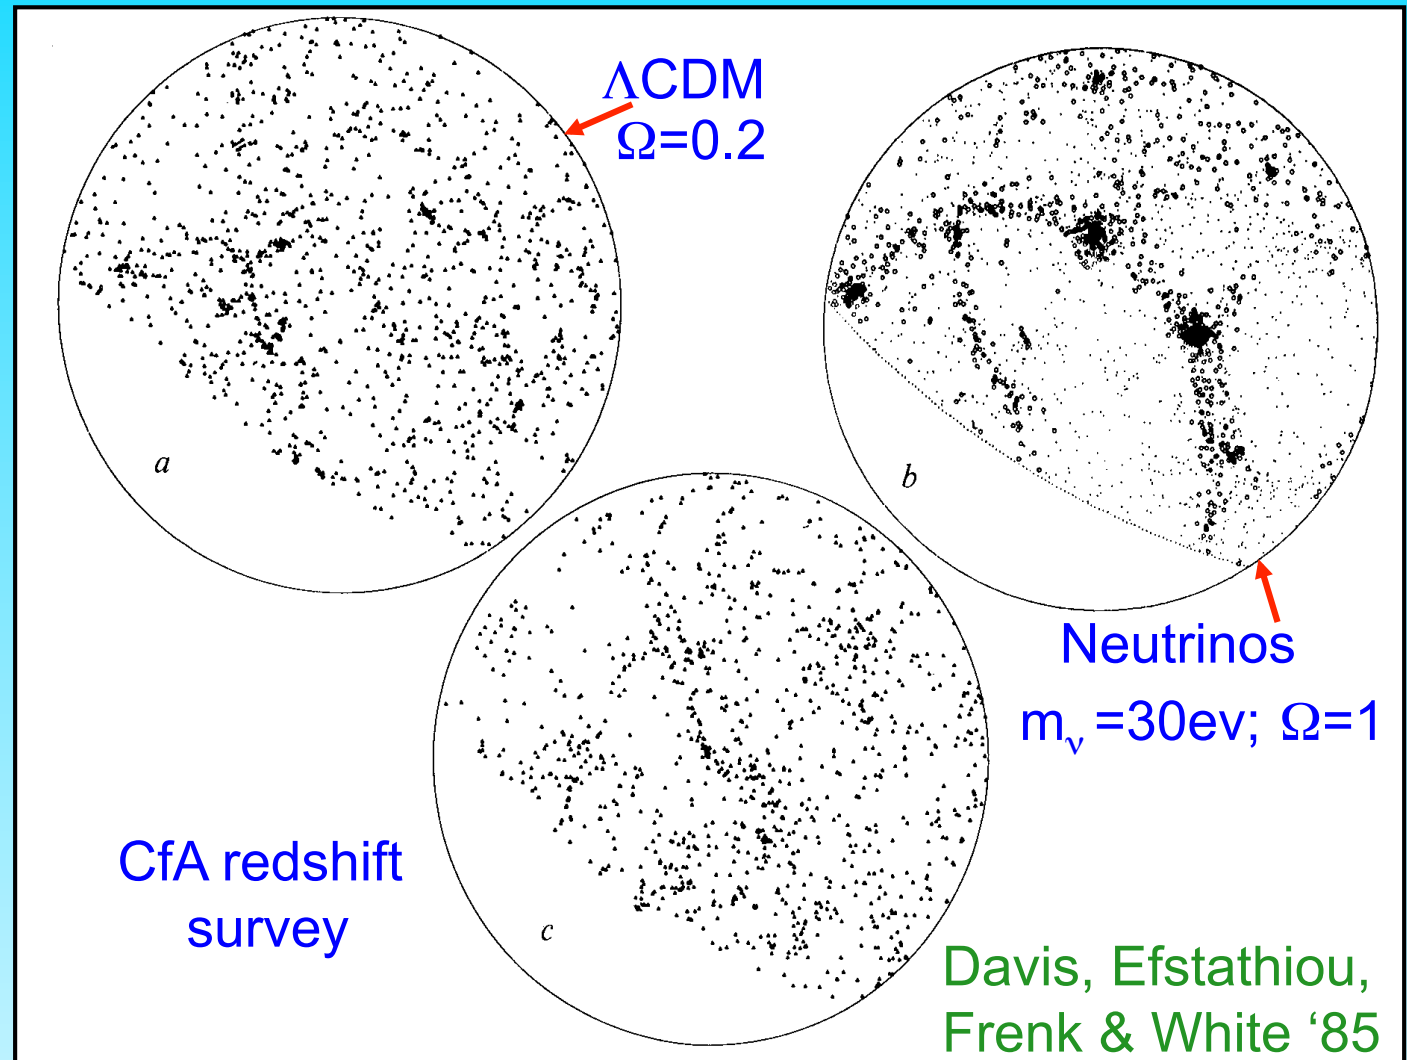 ΛCDM
Ω=0.2
a
b
Neutrinos
mν =30ev; Ω=1
CfA redshift
survey
c
Davis, Efstathiou,
Frenk & White ‘85